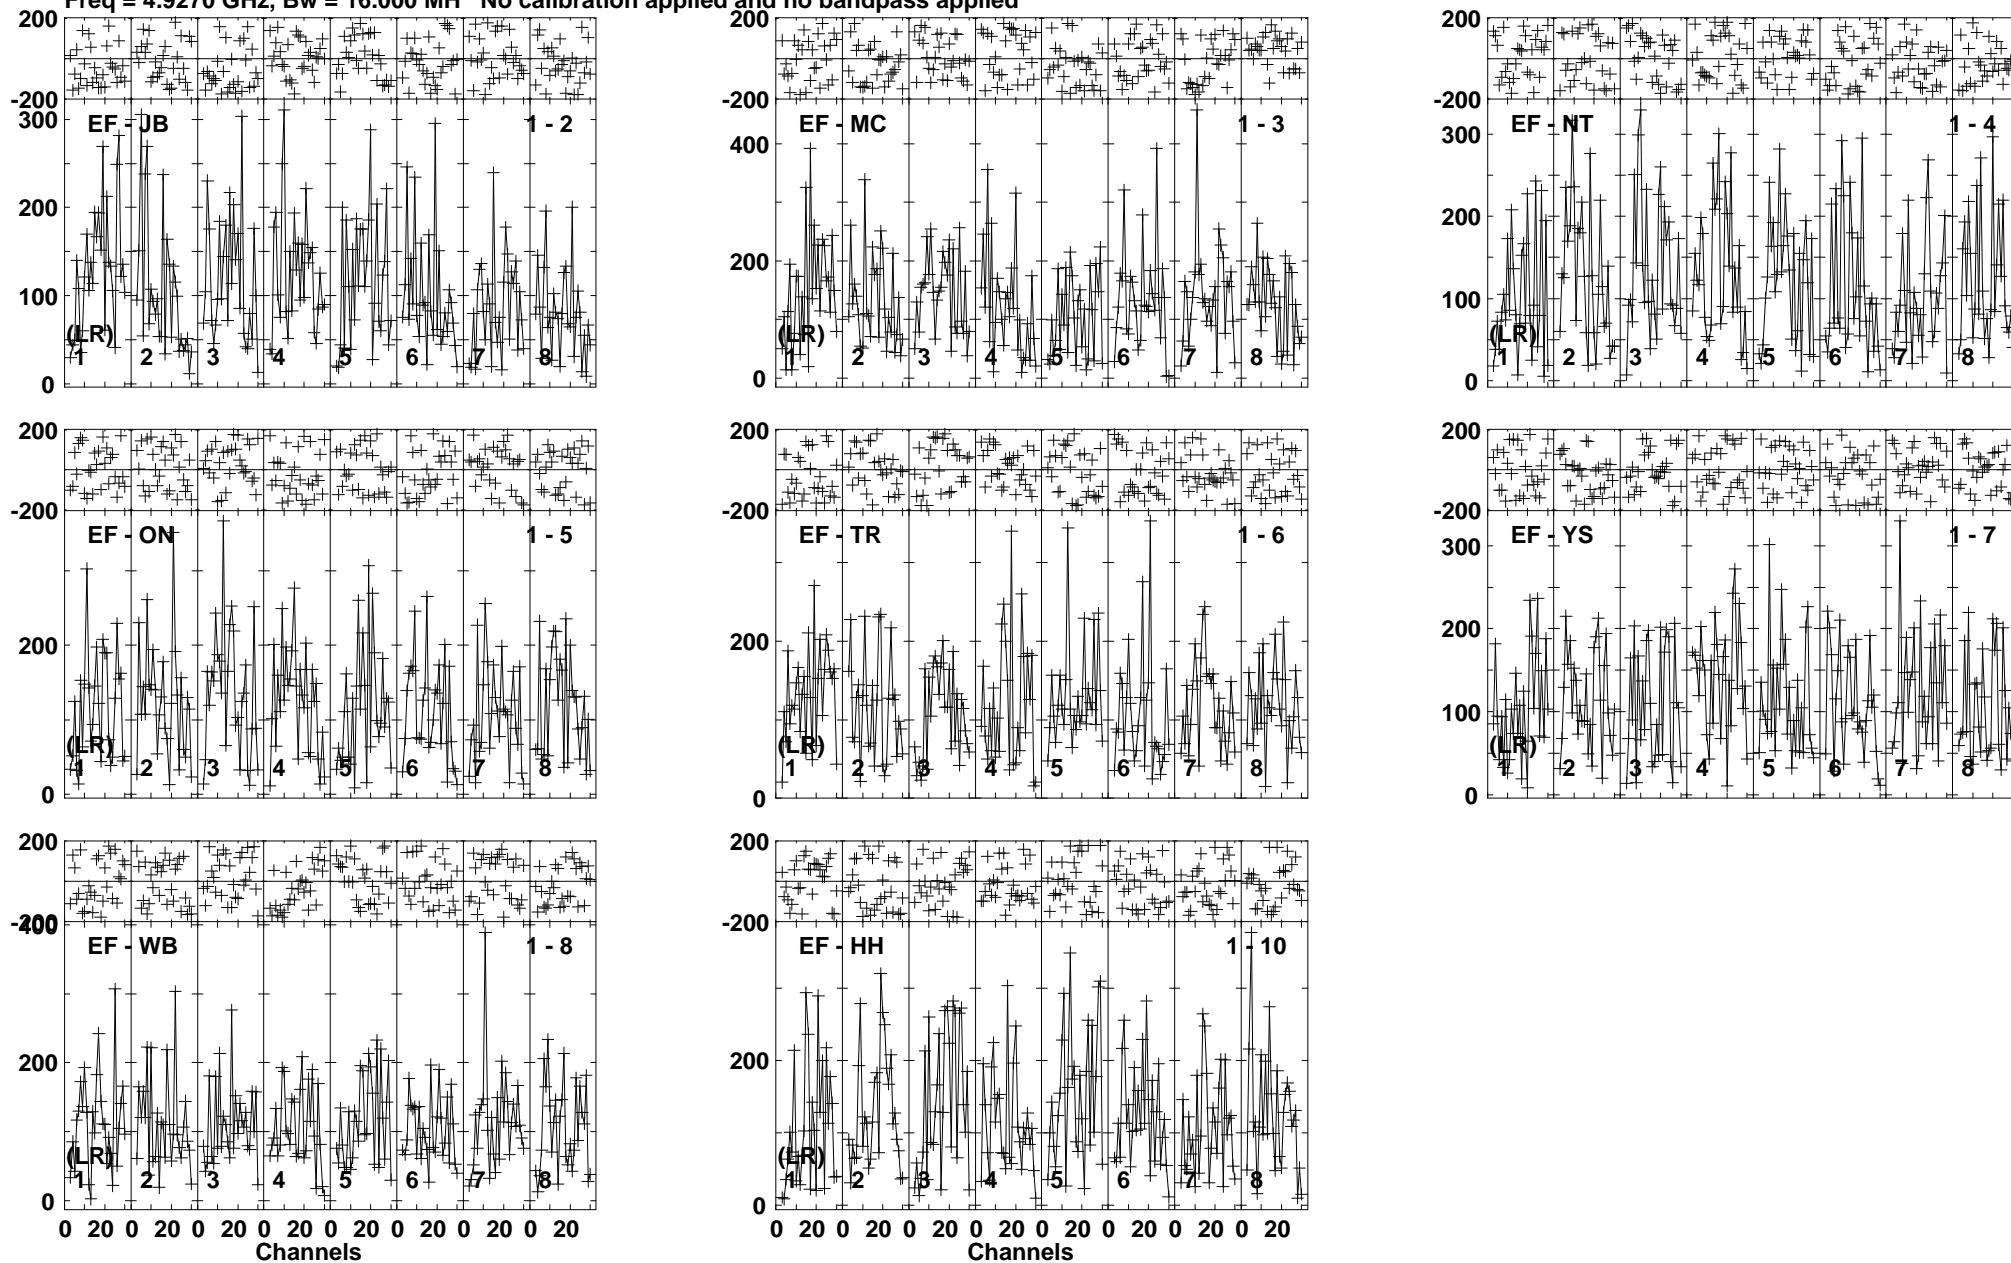 Freq = 4.9270 GHz, Bw = 16.000 MH No calibration applied and no bandpass applied
200 200 200
-200 -200 -200
300 400 300
EF - JB 1 - 2 EF - MC 1 - 3 EF - NT 1 - 4
200 200 200
100 100
(LR) (LR) (LR)
1 2 3 4 5 6 7 8 1 2 3 4 5 6 7 8 1 2 3 4 5 6 7 8
0 0 0
200 200 200
-200 -200 -200
EF - ON 1 - 5 EF - TR 1 - 6 EF - YS 1 - 7
300
200 200 200
100
(LR) (LR) (LR)
1 2 3 4 5 6 7 8 1 2 3 4 5 6 7 8 1 2 3 4 5 6 7 8
0 0 0
200 200
-200 -200
400
EF - WB 1 - 8 EF - HH 1 - 10
200 200
(LR) (LR)
1 2 3 4 5 6 7 8 1 2 3 4 5 6 7 8
0 0
0 20 0 20 0 20 0 20 0 20 0 20 0 20 0 20 0 20 0 20 0 20 0 20 0 20 0 20 0 20 0 20
Channels Channels